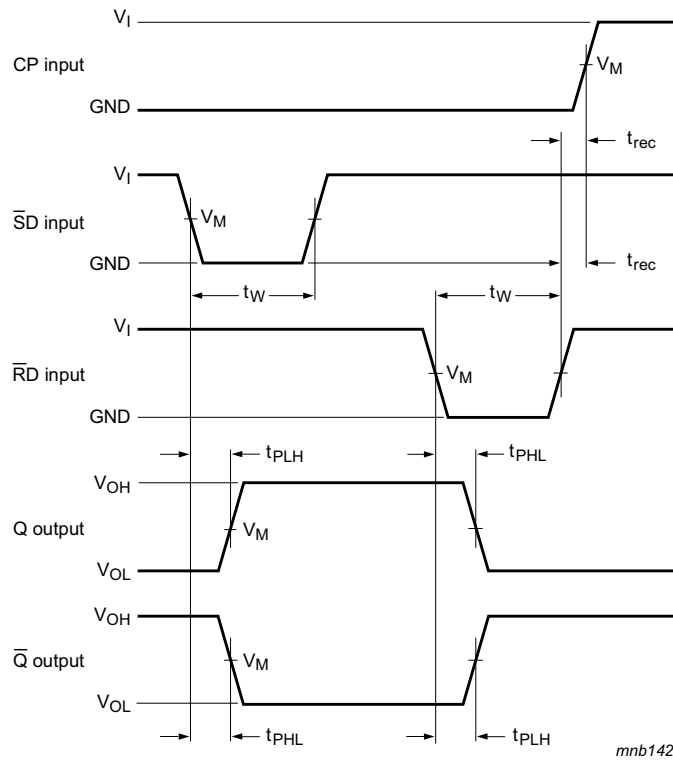 V_I
CP input
V_M
GND
t_rec
V_I
S̅D input
V_M
GND
t_rec
t_W
t_W
V_I
R̅D input
V_M
GND
t_PLH
t_PHL
V_OH
Q output
V_M
V_OL
V_OH
Q̅ output
V_M
V_OL
t_PHL
t_PLH
mnb142